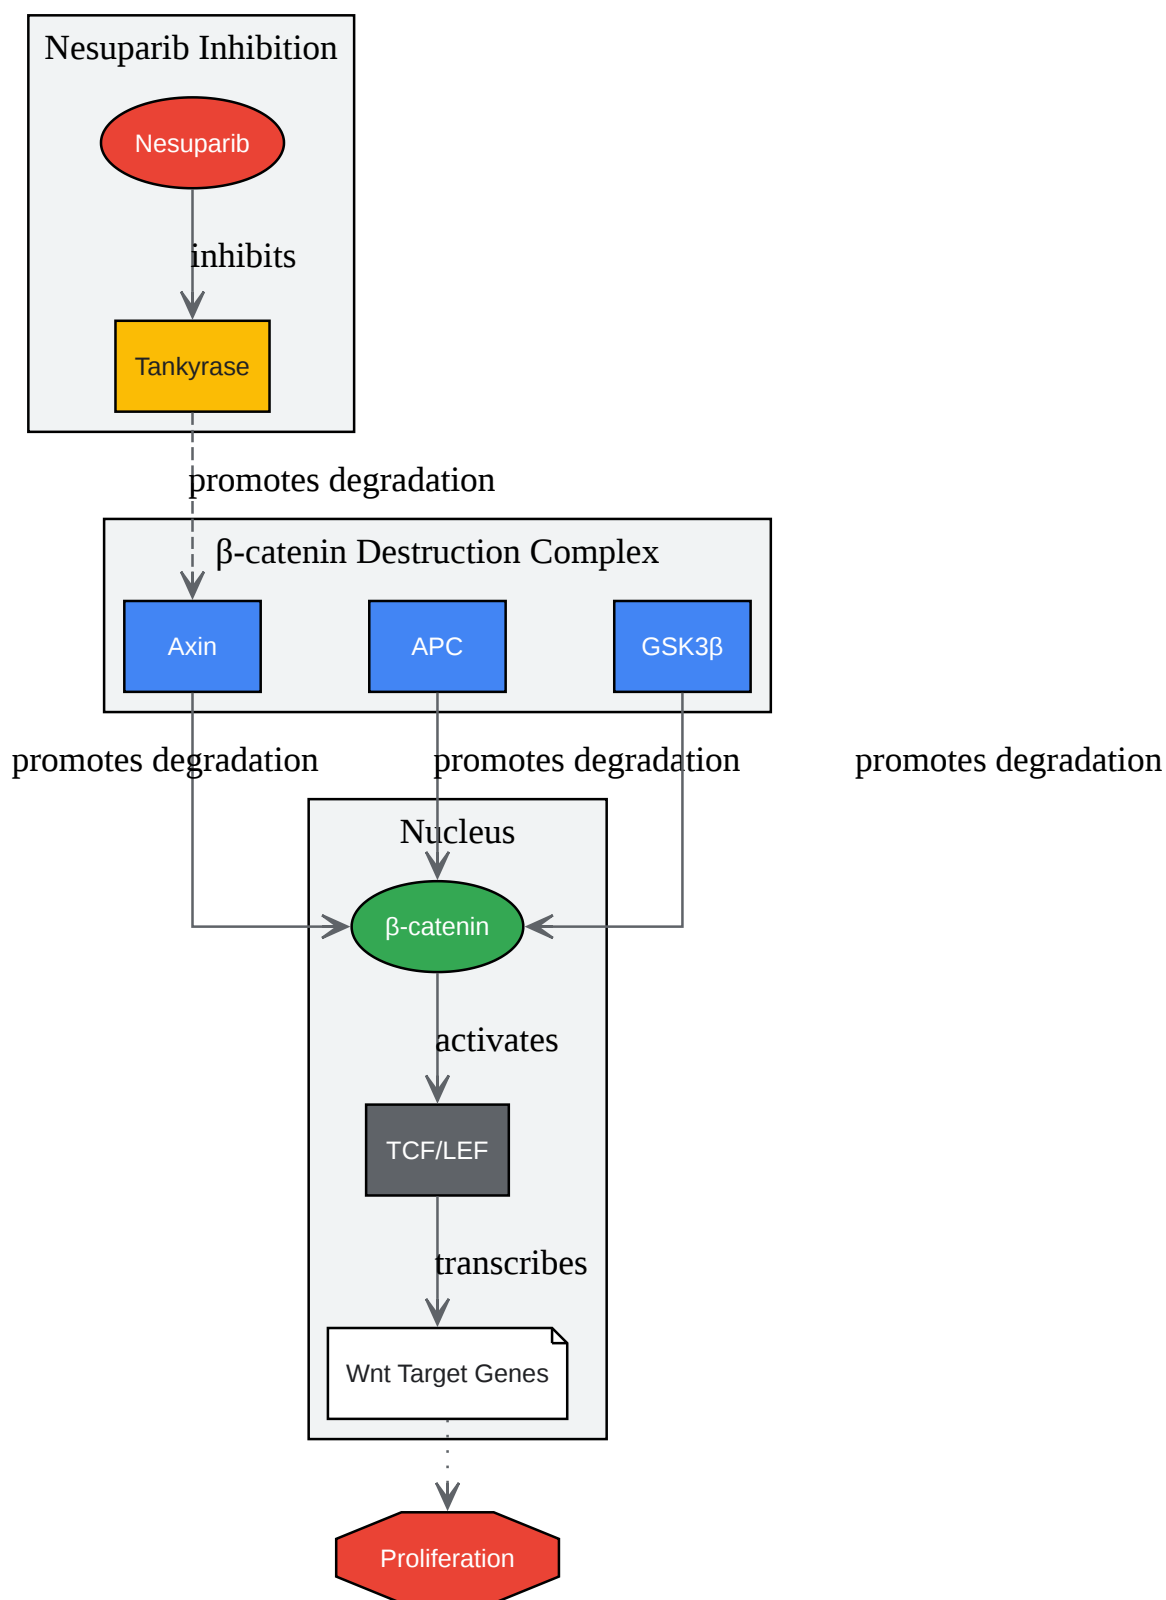 Nesuparib Inhibition
Nesuparib
inhibits
Tankyrase
promotes degradation
β-catenin Destruction Complex
Axin
APC
GSK3β
promotes degradation
promotes degradation
promotes degradation
Nucleus
β-catenin
activates
TCF/LEF
transcribes
Wnt Target Genes
Proliferation